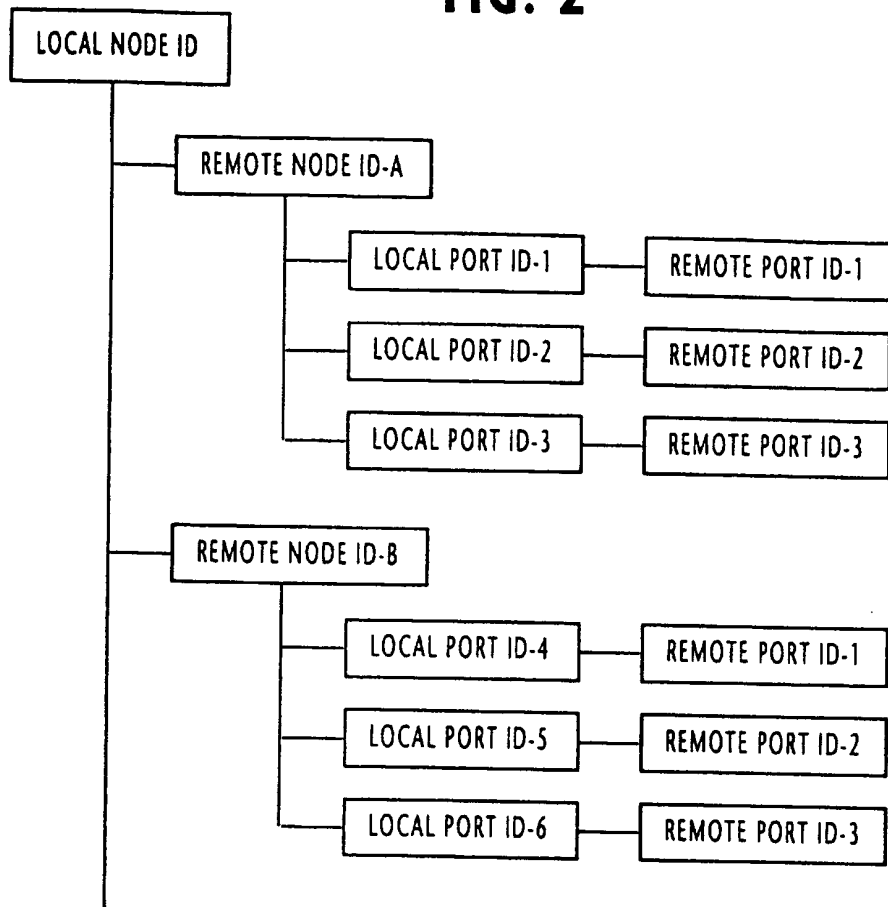 FIG. 2
LOCAL NODE ID
REMOTE NODE ID-A
LOCAL PORT ID-1 REMOTE PORT ID-1
LOCAL PORT ID-2 REMOTE PORT ID-2
LOCAL PORT ID-3 REMOTE PORT ID-3
REMOTE NODE ID-B
LOCAL PORT ID-4 REMOTE PORT ID-1
LOCAL PORT ID-5 REMOTE PORT ID-2
LOCAL PORT ID-6 REMOTE PORT ID-3